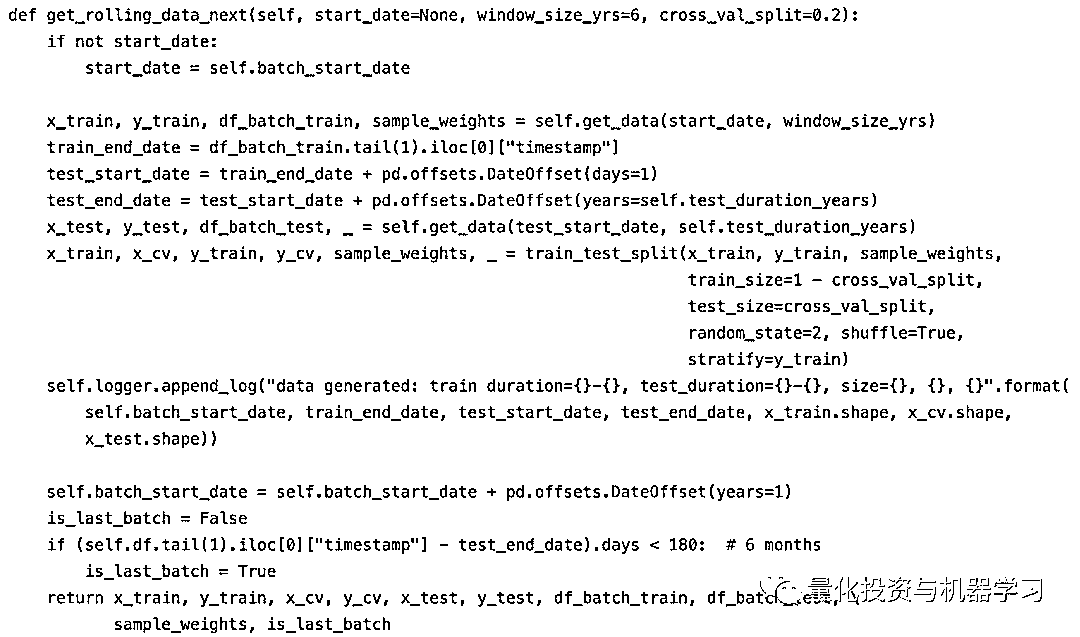 def get_rolling_data_next(self, start_date=None, window_size_yrs=6, cross_val_split=0.2):
    if not start_date:
        start_date = self.batch_start_date

    x_train, y_train, df_batch_train, sample_weights = self.get_data(start_date, window_size_yrs)
    train_end_date = df_batch_train.tail(1).iloc[0]["timestamp"]
    test_start_date = train_end_date + pd.offsets.DateOffset(days=1)
    test_end_date = test_start_date + pd.offsets.DateOffset(years=self.test_duration_years)
    x_test, y_test, df_batch_test, _ = self.get_data(test_start_date, self.test_duration_years)
    x_train, x_cv, y_train, y_cv, sample_weights, _ = train_test_split(x_train, y_train, sample_weights,
                                                                       train_size=1 - cross_val_split,
                                                                       test_size=cross_val_split,
                                                                       random_state=2, shuffle=True,
                                                                       stratify=y_train)
    self.logger.append_log("data generated: train duration={}-{}, test_duration={}-{}, size={}, {}, {}".format(
        self.batch_start_date, train_end_date, test_start_date, test_end_date, x_train.shape, x_cv.shape,
        x_test.shape))

    self.batch_start_date = self.batch_start_date + pd.offsets.DateOffset(years=1)
    is_last_batch = False
    if (self.df.tail(1).iloc[0]["timestamp"] - test_end_date).days < 180:  # 6 months
        is_last_batch = True
    return x_train, y_train, x_cv, y_cv, x_test, y_test, df_batch_train, df_batch_test, 量化投资与机器学习
           sample_weights, is_last_batch